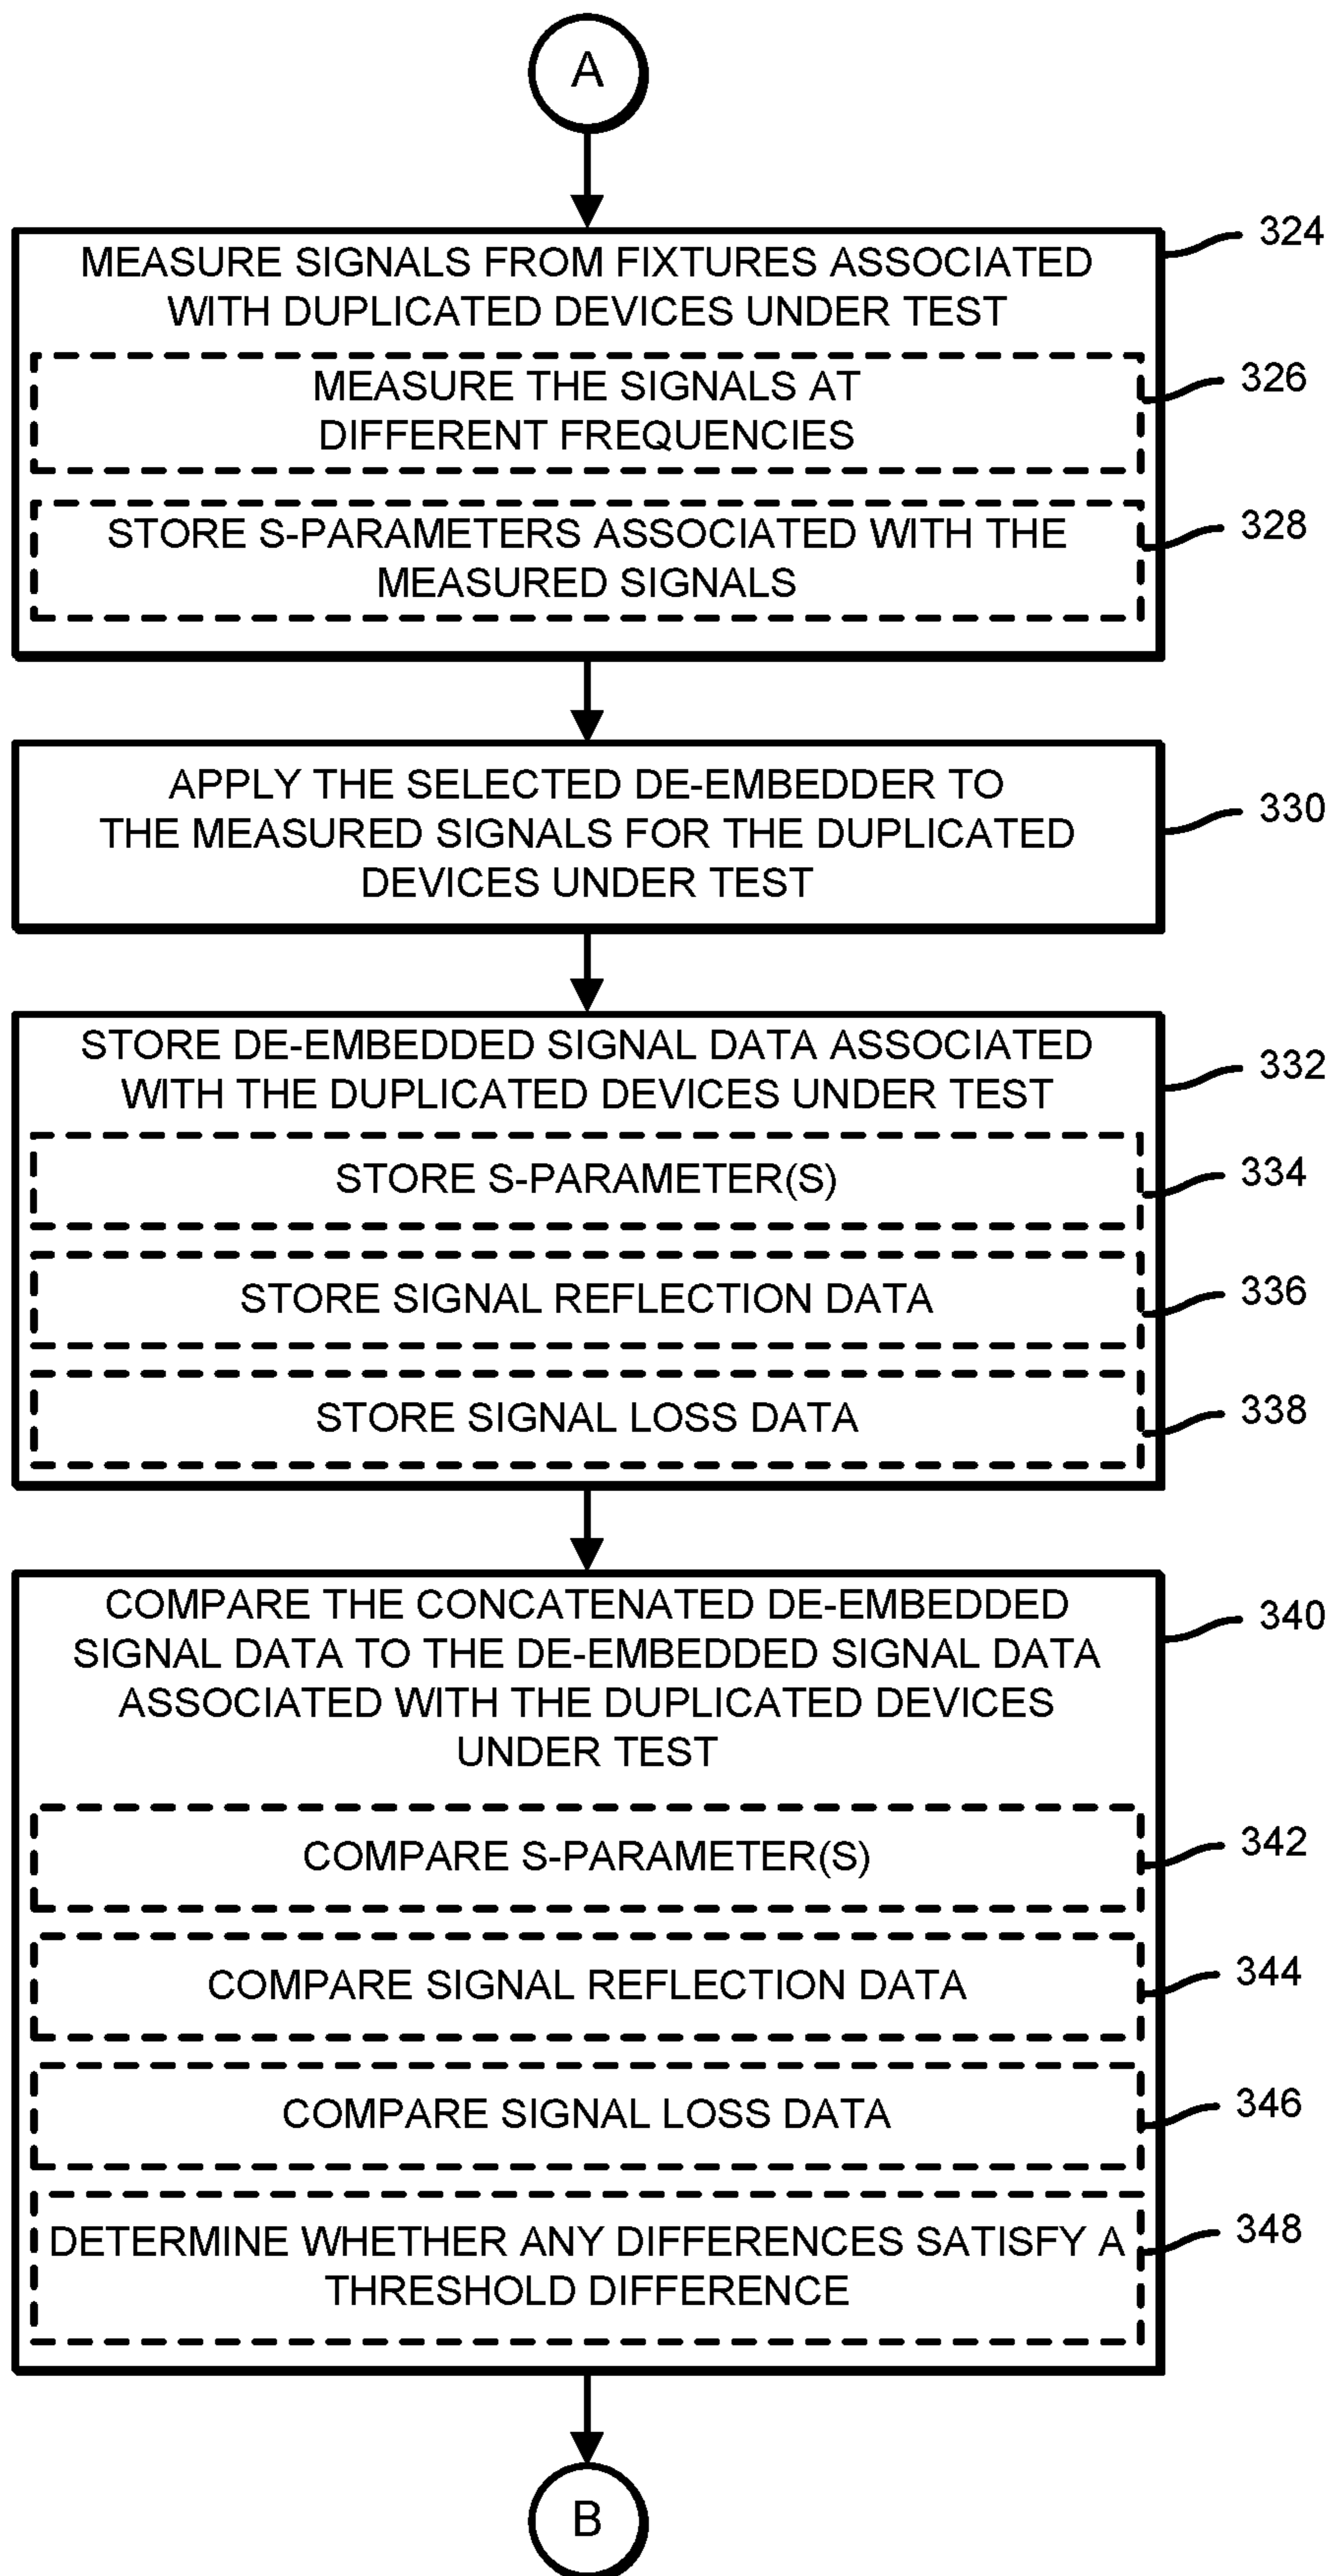 A
MEASURE SIGNALS FROM FIXTURES ASSOCIATED
WITH DUPLICATED DEVICES UNDER TEST
324
MEASURE THE SIGNALS AT
DIFFERENT FREQUENCIES
326
STORE S-PARAMETERS ASSOCIATED WITH THE
MEASURED SIGNALS
328
APPLY THE SELECTED DE-EMBEDDER TO
THE MEASURED SIGNALS FOR THE DUPLICATED
DEVICES UNDER TEST
330
STORE DE-EMBEDDED SIGNAL DATA ASSOCIATED
WITH THE DUPLICATED DEVICES UNDER TEST
332
STORE S-PARAMETER(S)
334
STORE SIGNAL REFLECTION DATA
336
STORE SIGNAL LOSS DATA
338
COMPARE THE CONCATENATED DE-EMBEDDED
SIGNAL DATA TO THE DE-EMBEDDED SIGNAL DATA
ASSOCIATED WITH THE DUPLICATED DEVICES
UNDER TEST
340
COMPARE S-PARAMETER(S)
342
COMPARE SIGNAL REFLECTION DATA
344
COMPARE SIGNAL LOSS DATA
346
DETERMINE WHETHER ANY DIFFERENCES SATISFY A
THRESHOLD DIFFERENCE
348
B